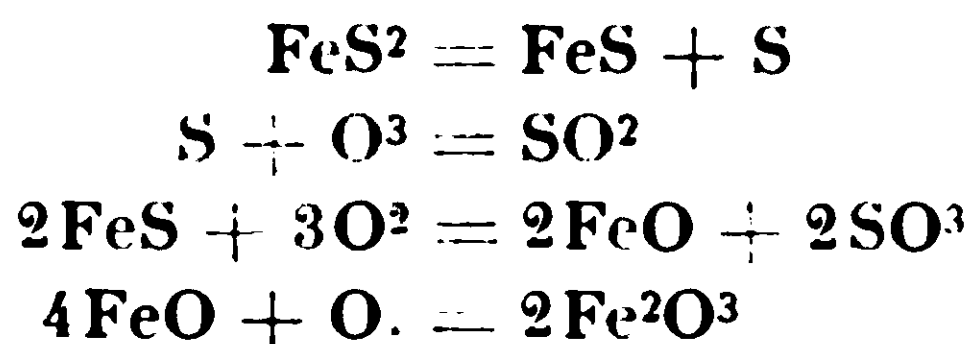 FeS² = FeS + S
S + O³ = SO²
2FeS + 3O² = 2FeO + 2SO³
4FeO + O. = 2Fe²O³